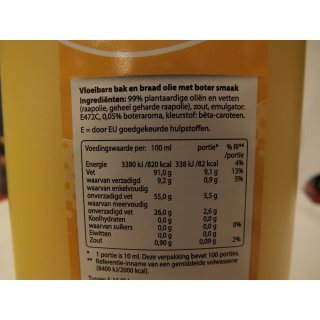 Vloeibare bak en braad olie met boter smaak
Ingrediënten: 99% plantaardige oliën en vetten
(raapolie, geheel geharde raapolie), zout, emulgator:
E472C, 0,05% boteraroma, kleurstof: bèta-caroteen.
E = door EU goedgekeurde hulpstoffen.
Voedingswaarde per: 100 ml portie* % RI** /portie
Energie 3380 kJ /820 kcal 338 kJ /82 kcal 4%
Vet 91,0 g 9,1 g 13%
waarvan verzadigd 9,2 g 0,9 g 5%
waarvan enkelvoudig
onverzadigd vet 55,0 g 5,5 g
waarvan meervoudig
onverzadigd vet 26,0 g 2,6 g
Koolhydraten 0,0 g 0,0 g
waarvan suikers 0,0 g 0,0 g 0%
Eiwitten 0,0 g 0,0 g
Zout 0,90 g 0,09 g 2%
* 1 portie is 10 ml. Deze verpakking bevat 100 porties.
** Referentie-inname van een gemiddelde volwassene
(8400 kJ/2000 kcal).